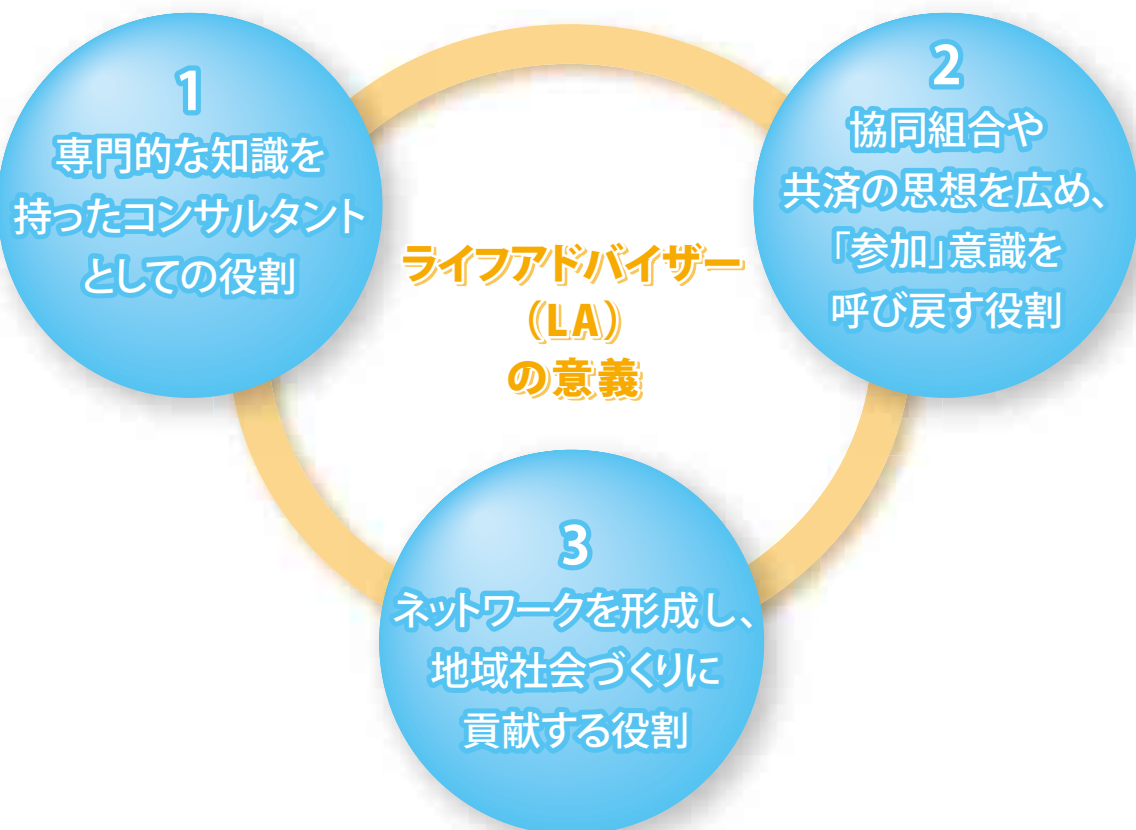 1
専門的な知識を
持ったコンサルタント
としての役割
2
協同組合や
共済の思想を広め、
「参加」意識を
呼び戻す役割
ライフアドバイザー
（LA）
の意義
3
ネットワークを形成し、
地域社会づくりに
貢献する役割